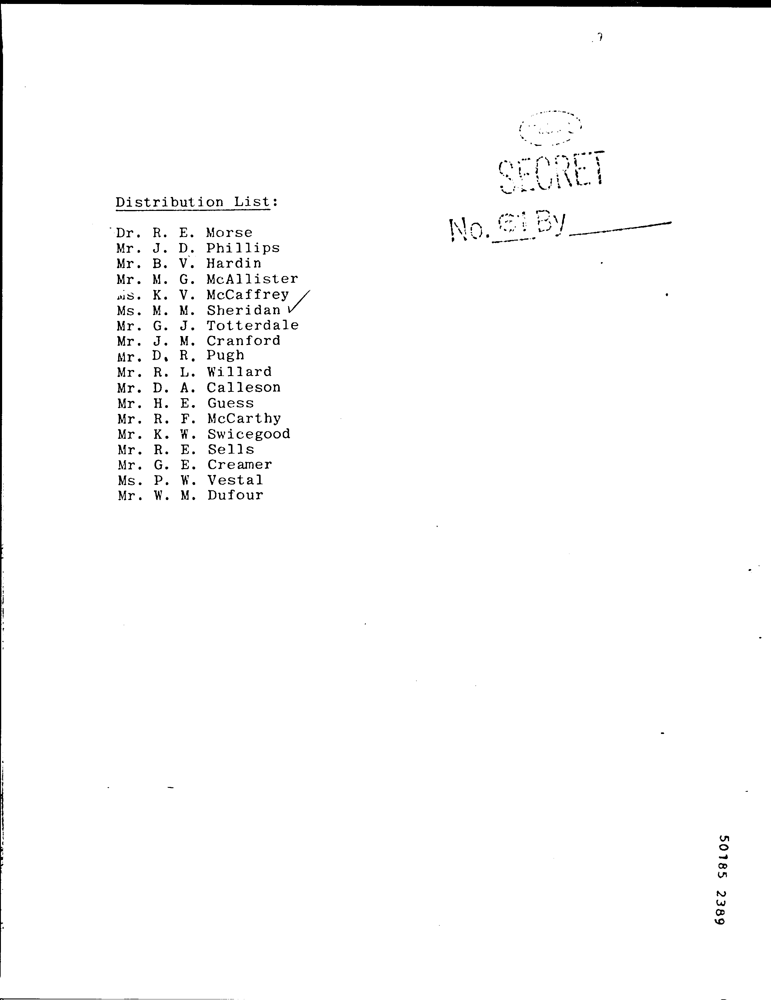 SECRET
No. By
Distribution List:
Dr. R. E. Morse
Mr. J. D. Phillips
Mr. B. V. Hardin
Mr. M. G. McAllister
Ms. K. V. McCaffrey
Ms. M. M. Sheridan ✓
Mr. G. J. Totterdale
Mr. J. M. Cranford
Mr. D. R. Pugh
Mr. R. L. Willard
Mr. D. A. Calleson
Mr. H. E. Guess
Mr. R. F. McCarthy
Mr. K. W. Swicegood
Mr. R. E. Sells
Mr. G. E. Creamer
Ms. P. W. Vestal
Mr. W. M. Dufour
50185 2389